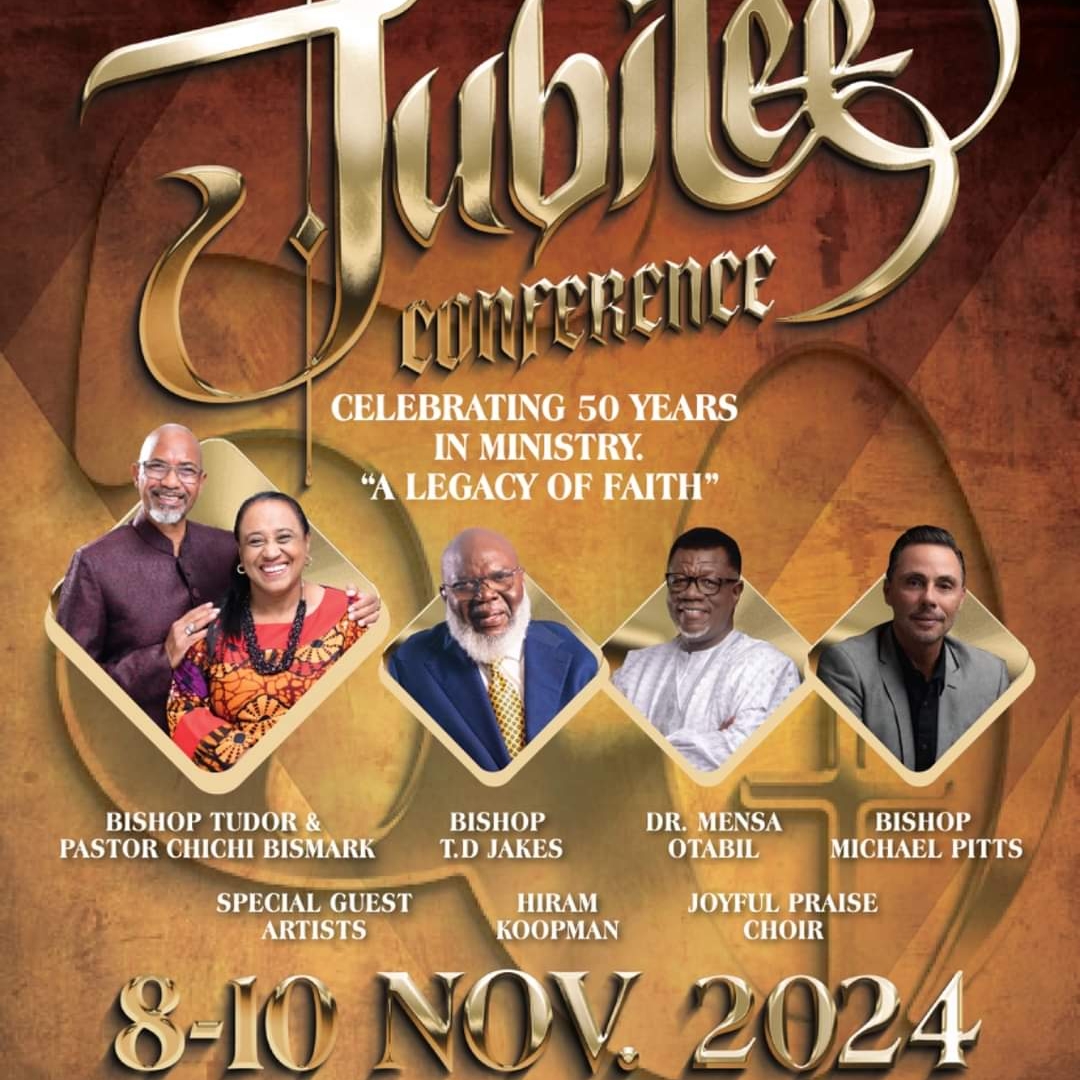 Jubilee
CONFERENCE
CELEBRATING 50 YEARS
IN MINISTRY.
“A LEGACY OF FAITH”
BISHOP TUDOR &
PASTOR CHICHI BISMARK
BISHOP
T.D JAKES
DR. MENSA
OTABIL
BISHOP
MICHAEL PITTS
SPECIAL GUEST
ARTISTS
HIRAM
KOOPMAN
JOYFUL PRAISE
CHOIR
8-10 NOV. 2024